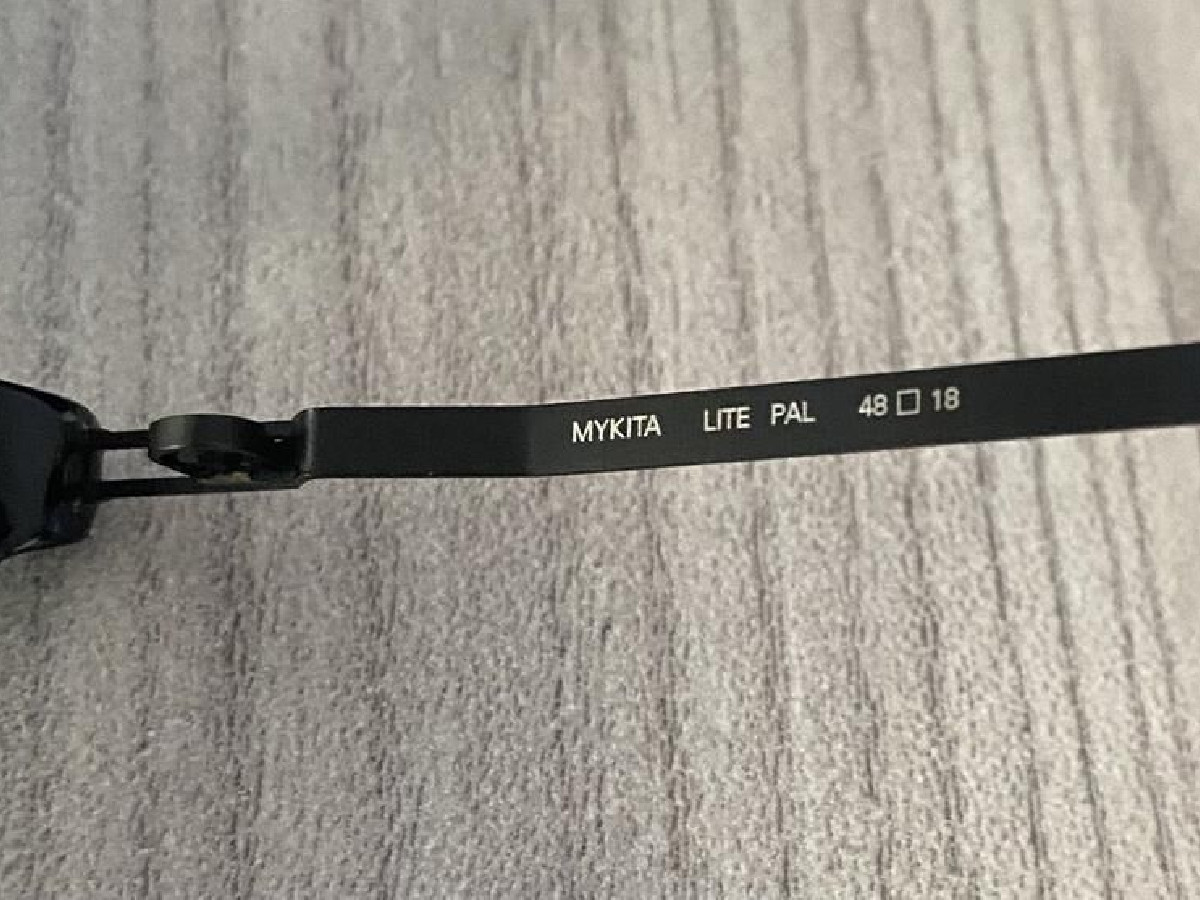 MYKITA LITE PAL 48 □ 18